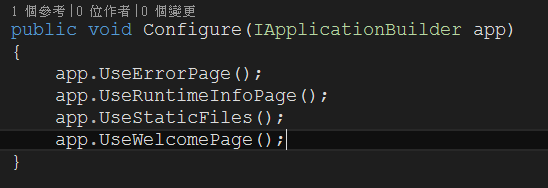 1 個參考|0 位作者|0 個變更
public void Configure(IApplicationBuilder app)
{
    app.UseErrorPage();
    app.UseRuntimeInfoPage();
    app.UseStaticFiles();
    app.UseWelcomePage();
}